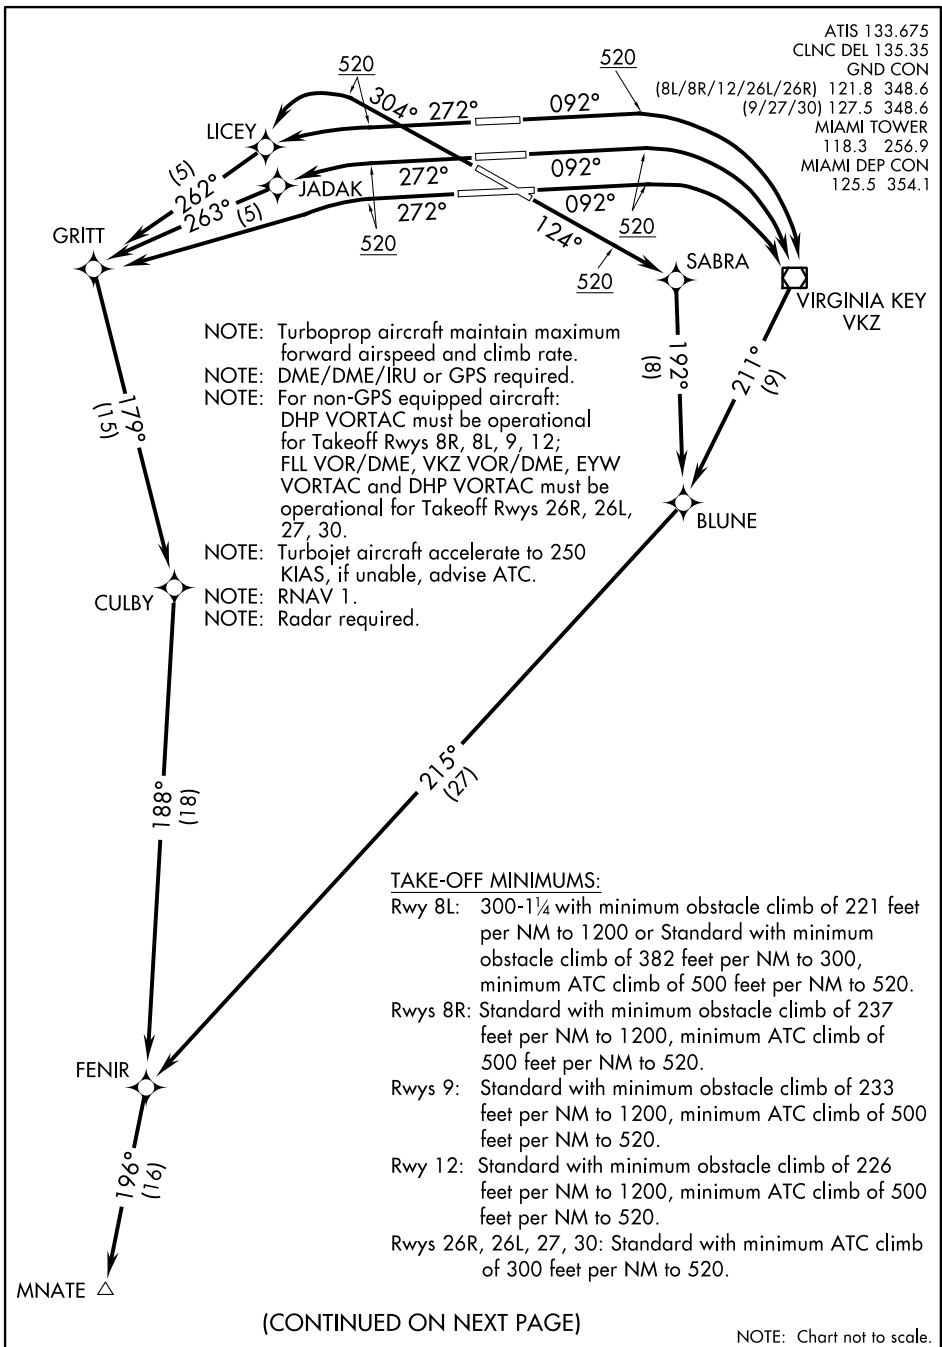 ATIS 133.675
CLNC DEL 135.35
GND CON
(8L/8R/12/26L/26R) 121.8 348.6
(9/27/30) 127.5 348.6
MIAMI TOWER
118.3 256.9
MIAMI DEP CON
125.5 354.1
520
520
304°
272°
092°
LICEY
(5)
262°
JADAK
272°
092°
263°
(5)
272°
092°
GRITT
520
124°
520
520
SABRA
VIRGINIA KEY
VKZ
192°
(8)
211°
(9)
179°
(15)
NOTE: Turboprop aircraft maintain maximum
forward airspeed and climb rate.
NOTE: DME/DME/IRU or GPS required.
NOTE: For non-GPS equipped aircraft:
DHP VORTAC must be operational
for Takeoff Rwys 8R, 8L, 9, 12;
FLL VOR/DME, VKZ VOR/DME, EYW
VORTAC and DHP VORTAC must be
operational for Takeoff Rwys 26R, 26L,
27, 30.
NOTE: Turbojet aircraft accelerate to 250
KIAS, if unable, advise ATC.
NOTE: RNAV 1.
NOTE: Radar required.
BLUNE
CULBY
215°
(27)
188°
(18)
TAKE-OFF MINIMUMS:
Rwy 8L: 300-1¼ with minimum obstacle climb of 221 feet
per NM to 1200 or Standard with minimum
obstacle climb of 382 feet per NM to 300,
minimum ATC climb of 500 feet per NM to 520.
Rwys 8R: Standard with minimum obstacle climb of 237
feet per NM to 1200, minimum ATC climb of
500 feet per NM to 520.
Rwys 9: Standard with minimum obstacle climb of 233
feet per NM to 1200, minimum ATC climb of 500
feet per NM to 520.
Rwy 12: Standard with minimum obstacle climb of 226
feet per NM to 1200, minimum ATC climb of 500
feet per NM to 520.
Rwys 26R, 26L, 27, 30: Standard with minimum ATC climb
of 300 feet per NM to 520.
FENIR
196°
(16)
MNATE
(CONTINUED ON NEXT PAGE)
NOTE: Chart not to scale.